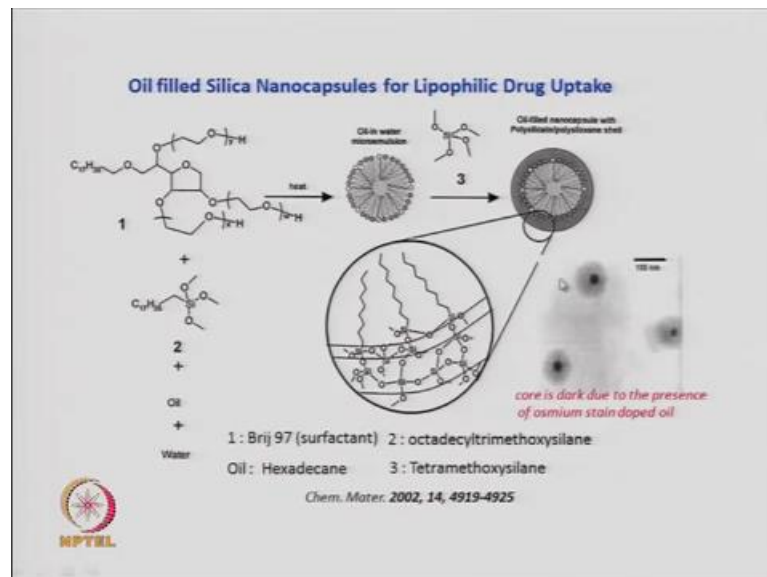 Oil filled Silica Nanocapsules for Lipophilic Drug Uptake
Oil-in water
microemulsion
Oil-filled nanocapsule with
Polysilicate/polysiloxane shell
heat
1
3
+
2
+
Oil
+
Water
100 nm
core is dark due to the presence
of osmium stain doped oil
1 : Brij 97 (surfactant) 2 : octadecyltrimethoxysilane
Oil : Hexadecane 3 : Tetramethoxysilane
Chem. Mater. 2002, 14, 4919-4925
NPTEL